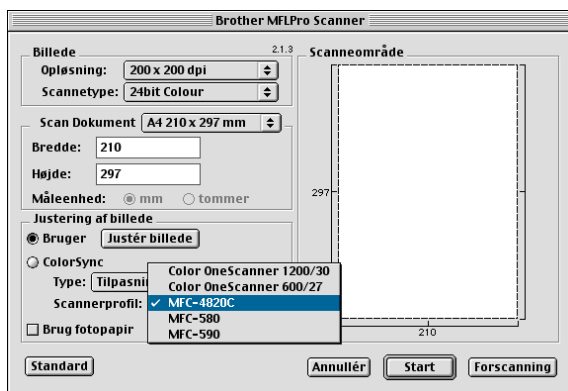 Brother MFLPro Scanner
Billede
2.1.3
Opløsning: 200 x 200 dpi
Scannetype: 24bit Colour
Scan Dokument A4 210 x 297 mm
Bredde: 210
Højde: 297
Måleenhed: mm tommer
Justering af billede
Bruger Justér billede
ColorSync
Type: Tilpasnin
Scannerprofil:
Color OneScanner 1200/30
Color OneScanner 600/27
MFC-4820C
MFC-580
MFC-590
Brug fotopapir
Scanneområde
297
210
Standard
Annullér
Start
Forscanning